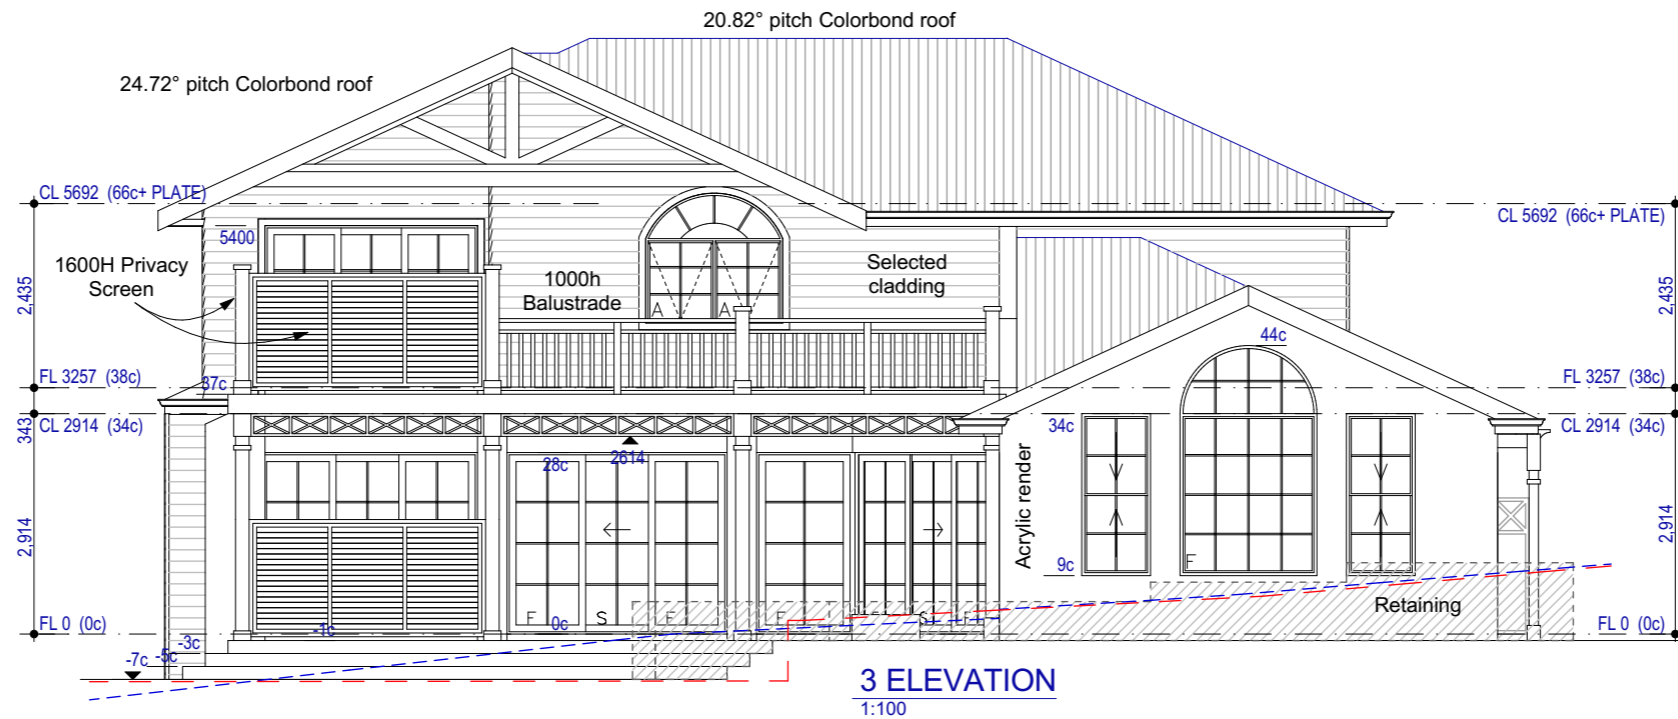 20.82° pitch Colorbond roof
24.72° pitch Colorbond roof
CL 5692 (66c+ PLATE)
CL 5692 (66c+ PLATE)
5400
1600H Privacy
Screen
1000h
Balustrade
Selected
cladding
A
A
2,435
2,435
44c
FL 3257 (38c)
37c
FL 3257 (38c)
343
CL 2914 (34c)
34c
CL 2914 (34c)
28c
2614
Acrylic render
2,914
2,914
9c
F
Retaining
FL 0 (0c)
-1c
F
S
0c
F
F
S
F
FL 0 (0c)
-3c
-5c
-7c
3 ELEVATION
1:100